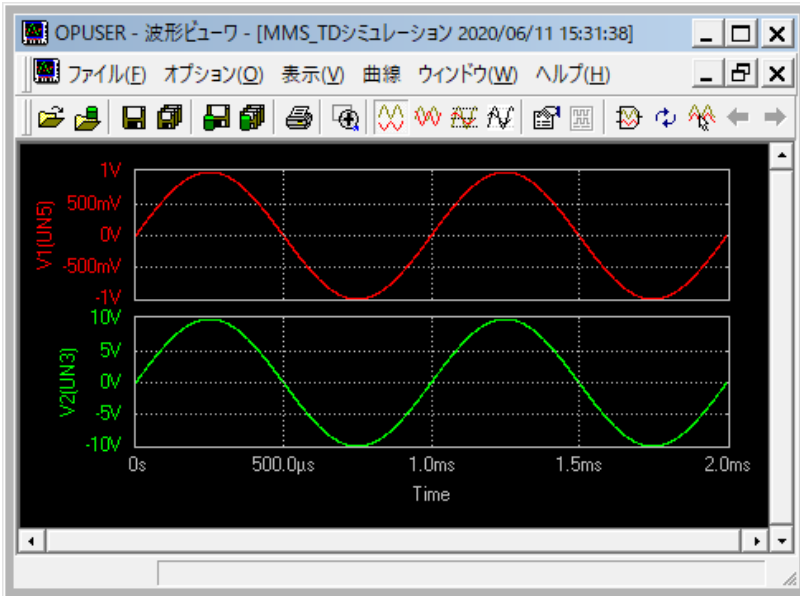 OPUSER - 波形ビューワ - [MMS_TDシミュレーション 2020/06/11 15:31:38]
ファイル(F) オプション(O) 表示(V) 曲線 ウィンドウ(W) ヘルプ(H)
1V
500mV
0V
-500mV
-1V
V1(UN5)
10V
5V
0V
-5V
-10V
V2(UN3)
0s 500.0µs 1.0ms 1.5ms 2.0ms
Time